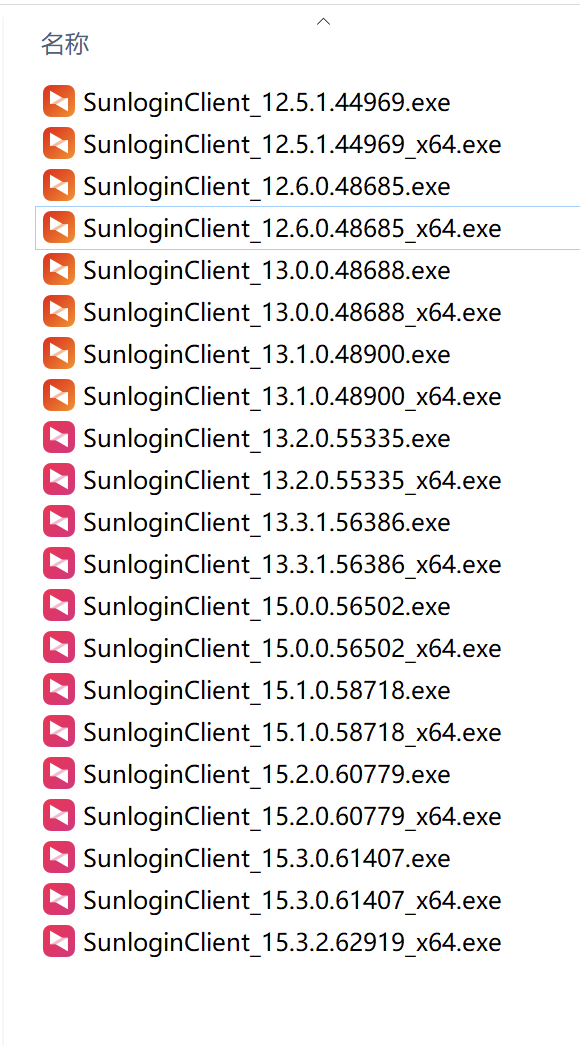 名称
SunloginClient_12.5.1.44969.exe
SunloginClient_12.5.1.44969_x64.exe
SunloginClient_12.6.0.48685.exe
SunloginClient_12.6.0.48685_x64.exe
SunloginClient_13.0.0.48688.exe
SunloginClient_13.0.0.48688_x64.exe
SunloginClient_13.1.0.48900.exe
SunloginClient_13.1.0.48900_x64.exe
SunloginClient_13.2.0.55335.exe
SunloginClient_13.2.0.55335_x64.exe
SunloginClient_13.3.1.56386.exe
SunloginClient_13.3.1.56386_x64.exe
SunloginClient_15.0.0.56502.exe
SunloginClient_15.0.0.56502_x64.exe
SunloginClient_15.1.0.58718.exe
SunloginClient_15.1.0.58718_x64.exe
SunloginClient_15.2.0.60779.exe
SunloginClient_15.2.0.60779_x64.exe
SunloginClient_15.3.0.61407.exe
SunloginClient_15.3.0.61407_x64.exe
SunloginClient_15.3.2.62919_x64.exe